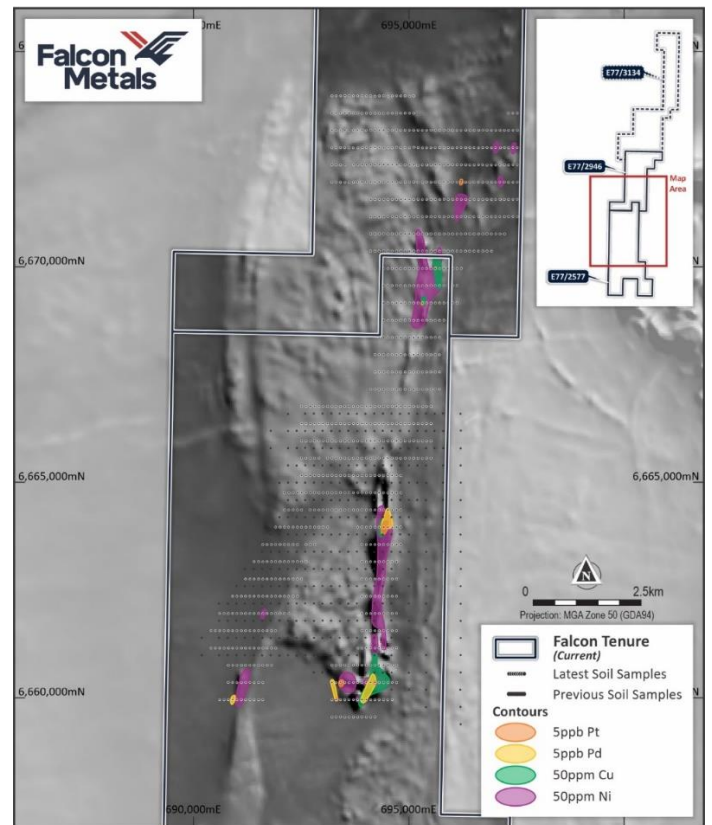 695,000mE
Falcon
Metals
E77/3134
E77/2946
Map
Area
E77/2577
6,670,000mN
6,665,000mN
6,665,000mN
N
0
2.5km
Projection: MGA Zone 50 (GDA94)
Falcon Tenure
(Current)
Latest Soil Samples
Previous Soil Samples
Contours
5ppb Pt
5ppb Pd
50ppm Cu
50ppm Ni
6,660,000mN
690,000mE
695,000mE